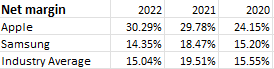 Net margin 2022 2021 2020
Apple 30.29% 29.78% 24.15%
Samsung 14.35% 18.47% 15.20%
Industry Average 15.04% 19.51% 15.55%